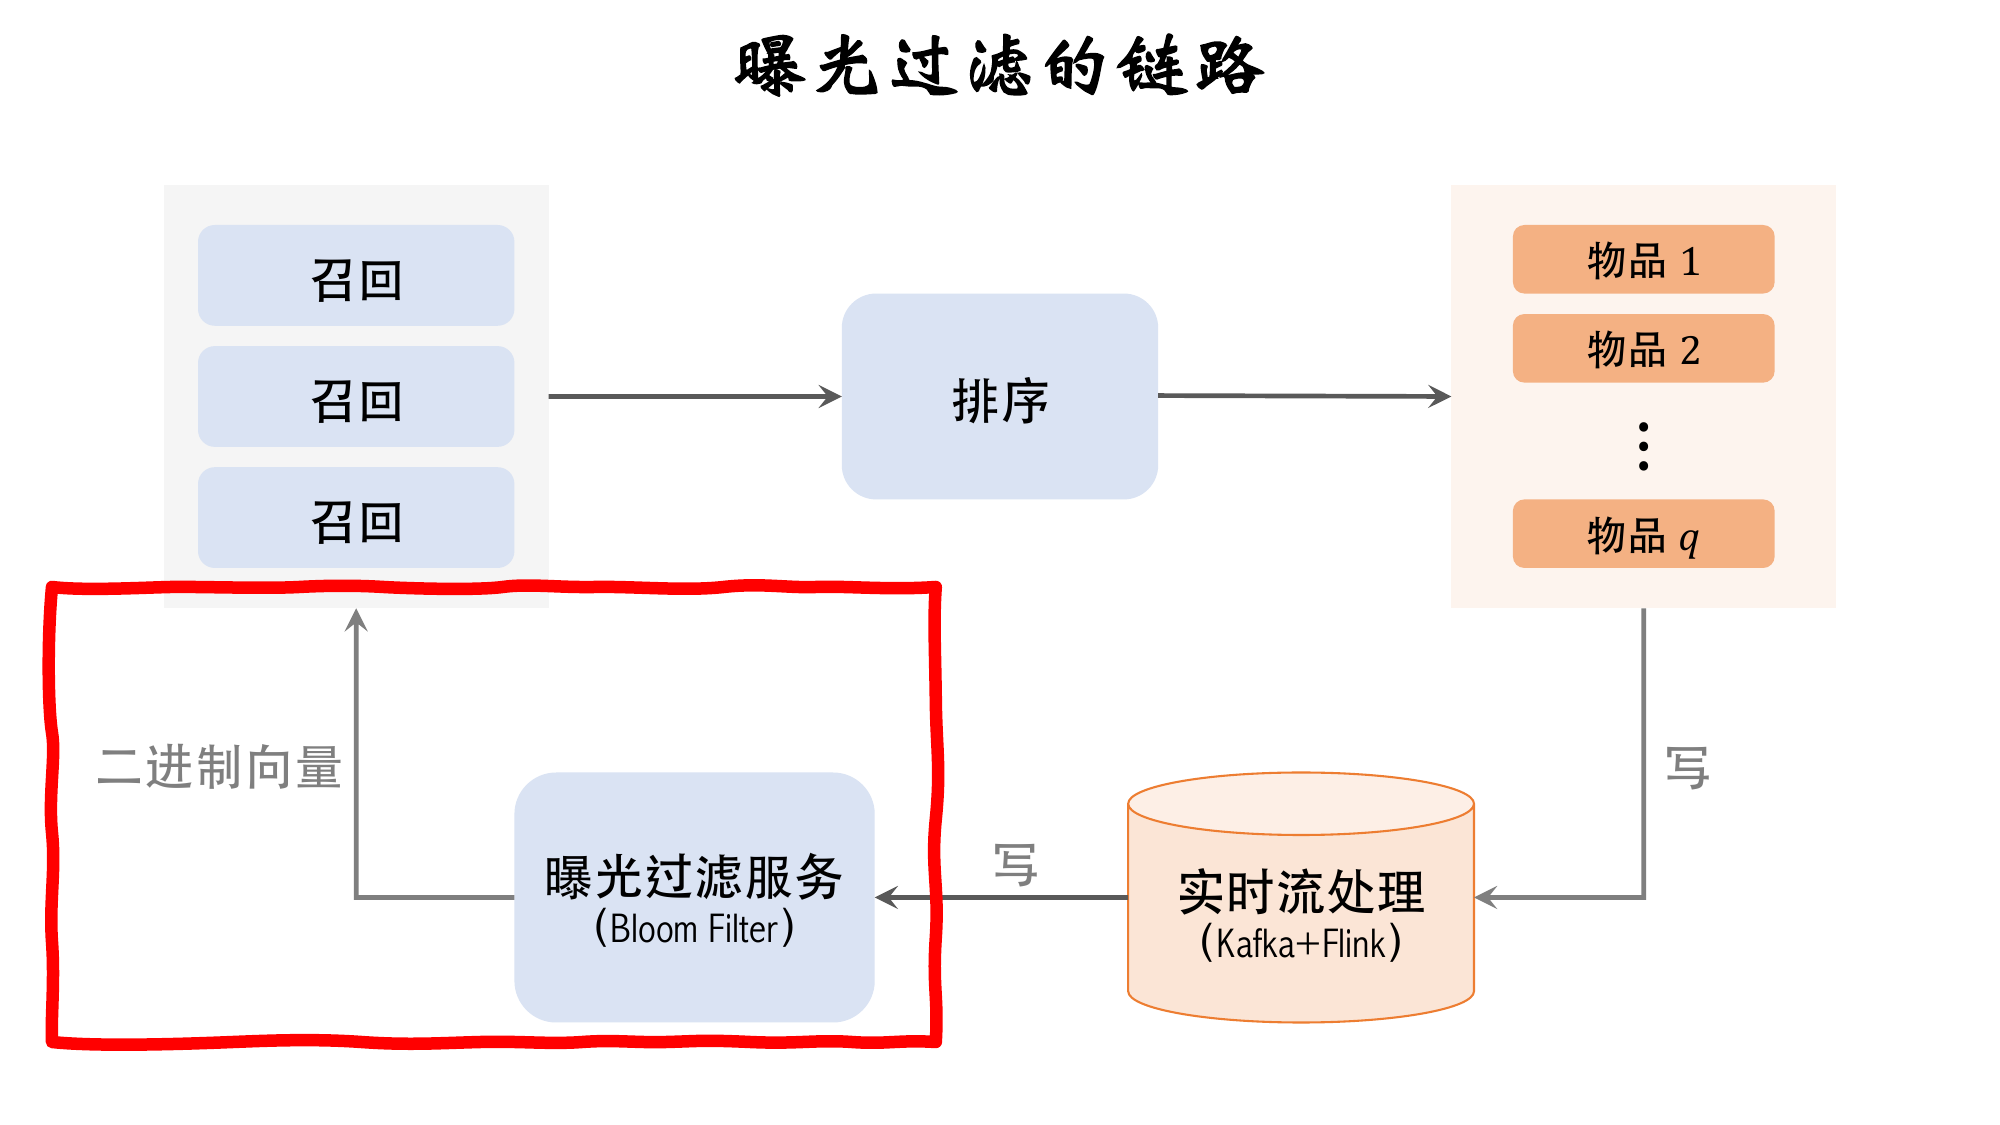 曝光过滤的链路
召回
召回
召回
排序
物品 1
物品 2
⋮
物品 q
二进制向量
曝光过滤服务
(Bloom Filter)
写
实时流处理
(Kafka+Flink)
写